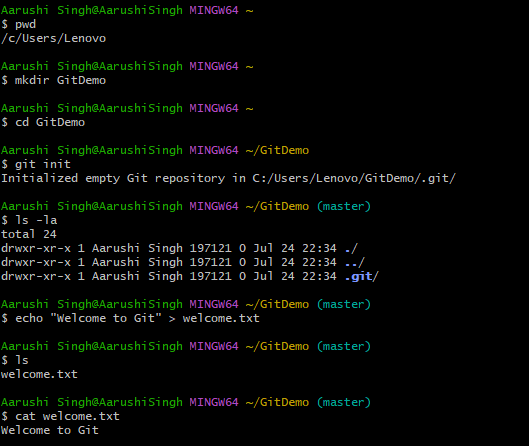 Aarushi Singh@AarushiSingh MINGW64 ~
$ pwd
/c/Users/Lenovo
Aarushi Singh@AarushiSingh MINGW64 ~
$ mkdir GitDemo
Aarushi Singh@AarushiSingh MINGW64 ~
$ cd GitDemo
Aarushi Singh@AarushiSingh MINGW64 ~/GitDemo
$ git init
Initialized empty Git repository in C:/Users/Lenovo/GitDemo/.git/
Aarushi Singh@AarushiSingh MINGW64 ~/GitDemo (master)
$ ls -la
total 24
drwxr-xr-x 1 Aarushi Singh 197121 0 Jul 24 22:34 ./
drwxr-xr-x 1 Aarushi Singh 197121 0 Jul 24 22:34 ../
drwxr-xr-x 1 Aarushi Singh 197121 0 Jul 24 22:34 .git/
Aarushi Singh@AarushiSingh MINGW64 ~/GitDemo (master)
$ echo "Welcome to Git" > welcome.txt
Aarushi Singh@AarushiSingh MINGW64 ~/GitDemo (master)
$ ls
welcome.txt
Aarushi Singh@AarushiSingh MINGW64 ~/GitDemo (master)
$ cat welcome.txt
Welcome to Git